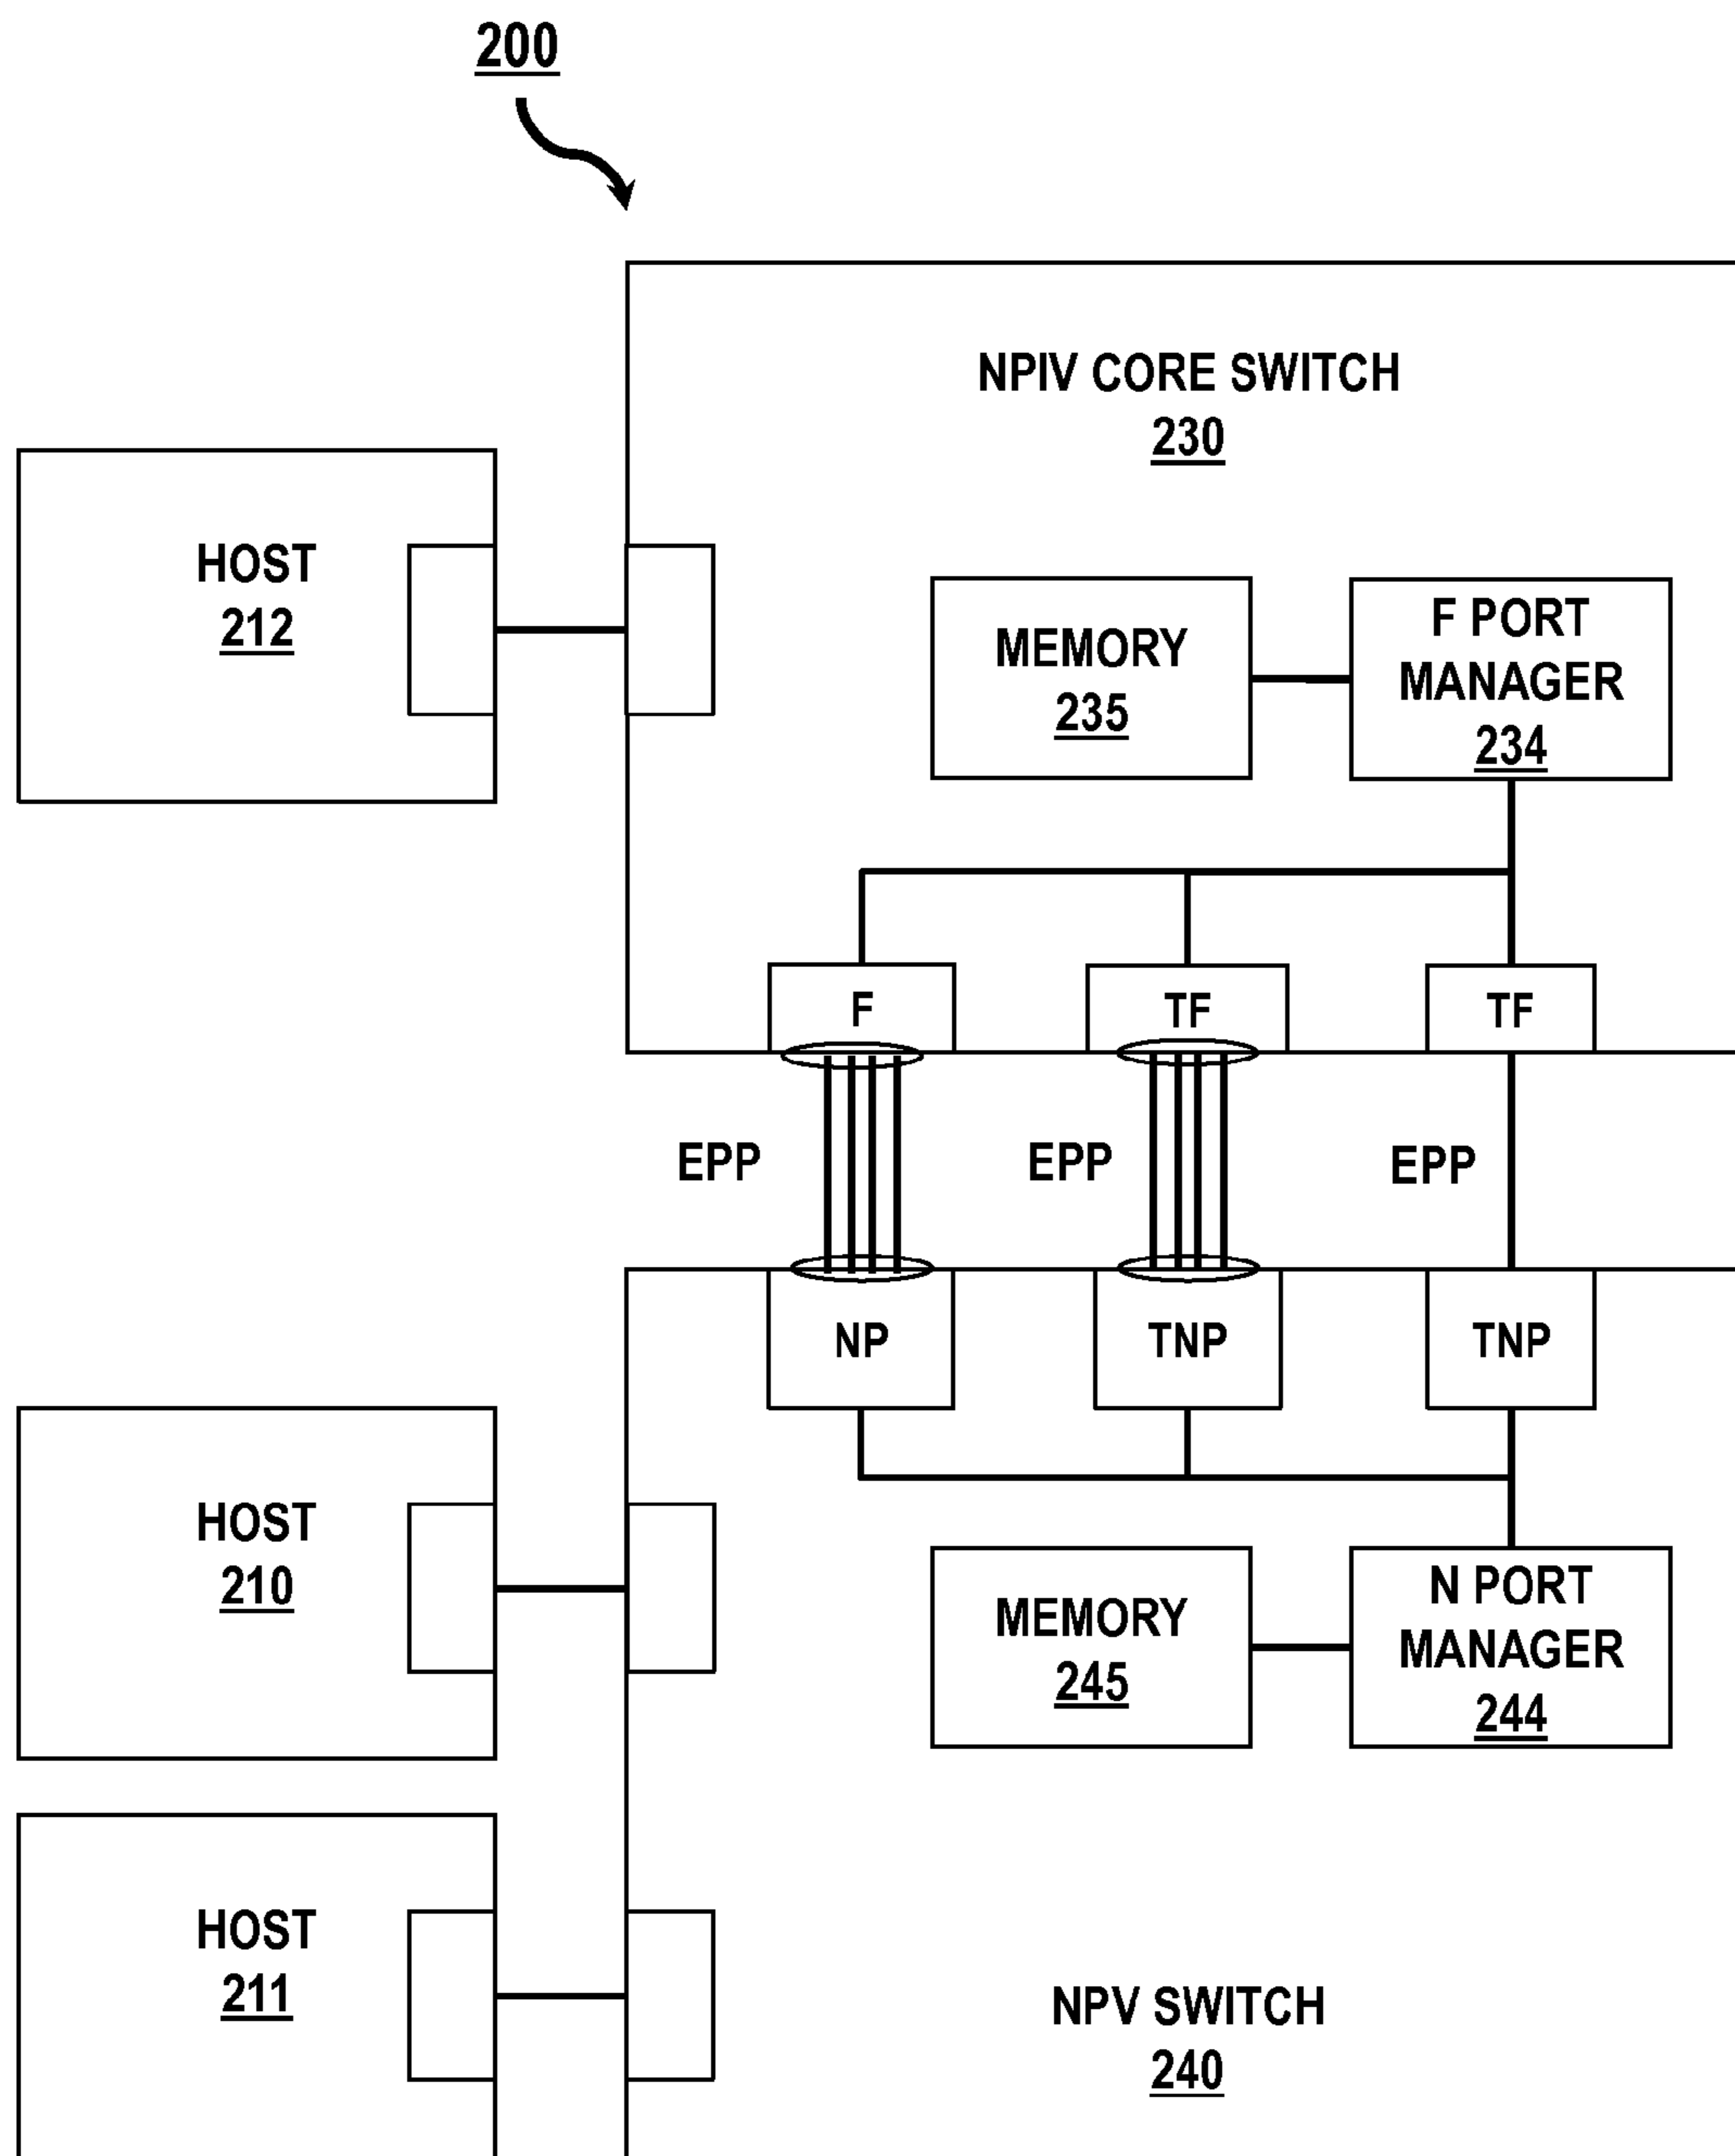 200
NPIV CORE SWITCH
230
HOST
212
MEMORY
235
F PORT
MANAGER
234
F
TF
TF
EPP
EPP
EPP
NP
TNP
TNP
HOST
210
MEMORY
245
N PORT
MANAGER
244
HOST
211
NPV SWITCH
240